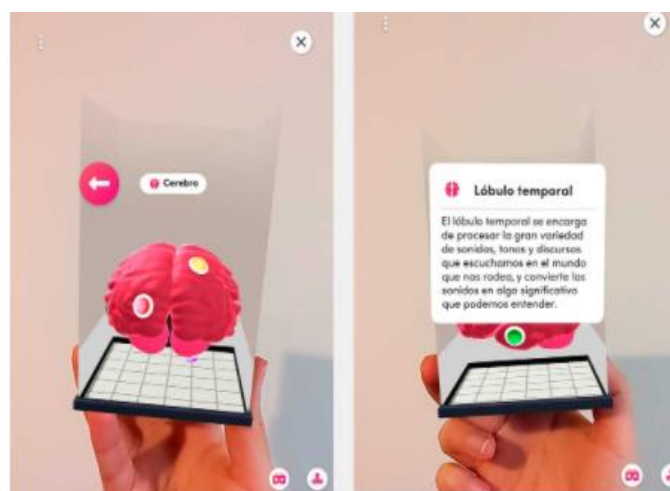 Cerebro
Lóbulo temporal
El lóbulo temporal se encarga
de procesar la gran variedad
de sonidos, tonos y discursos
que escuchamos en el mundo
que nos rodea, y convierte los
sonidos en algo significativo
que podemos entender.